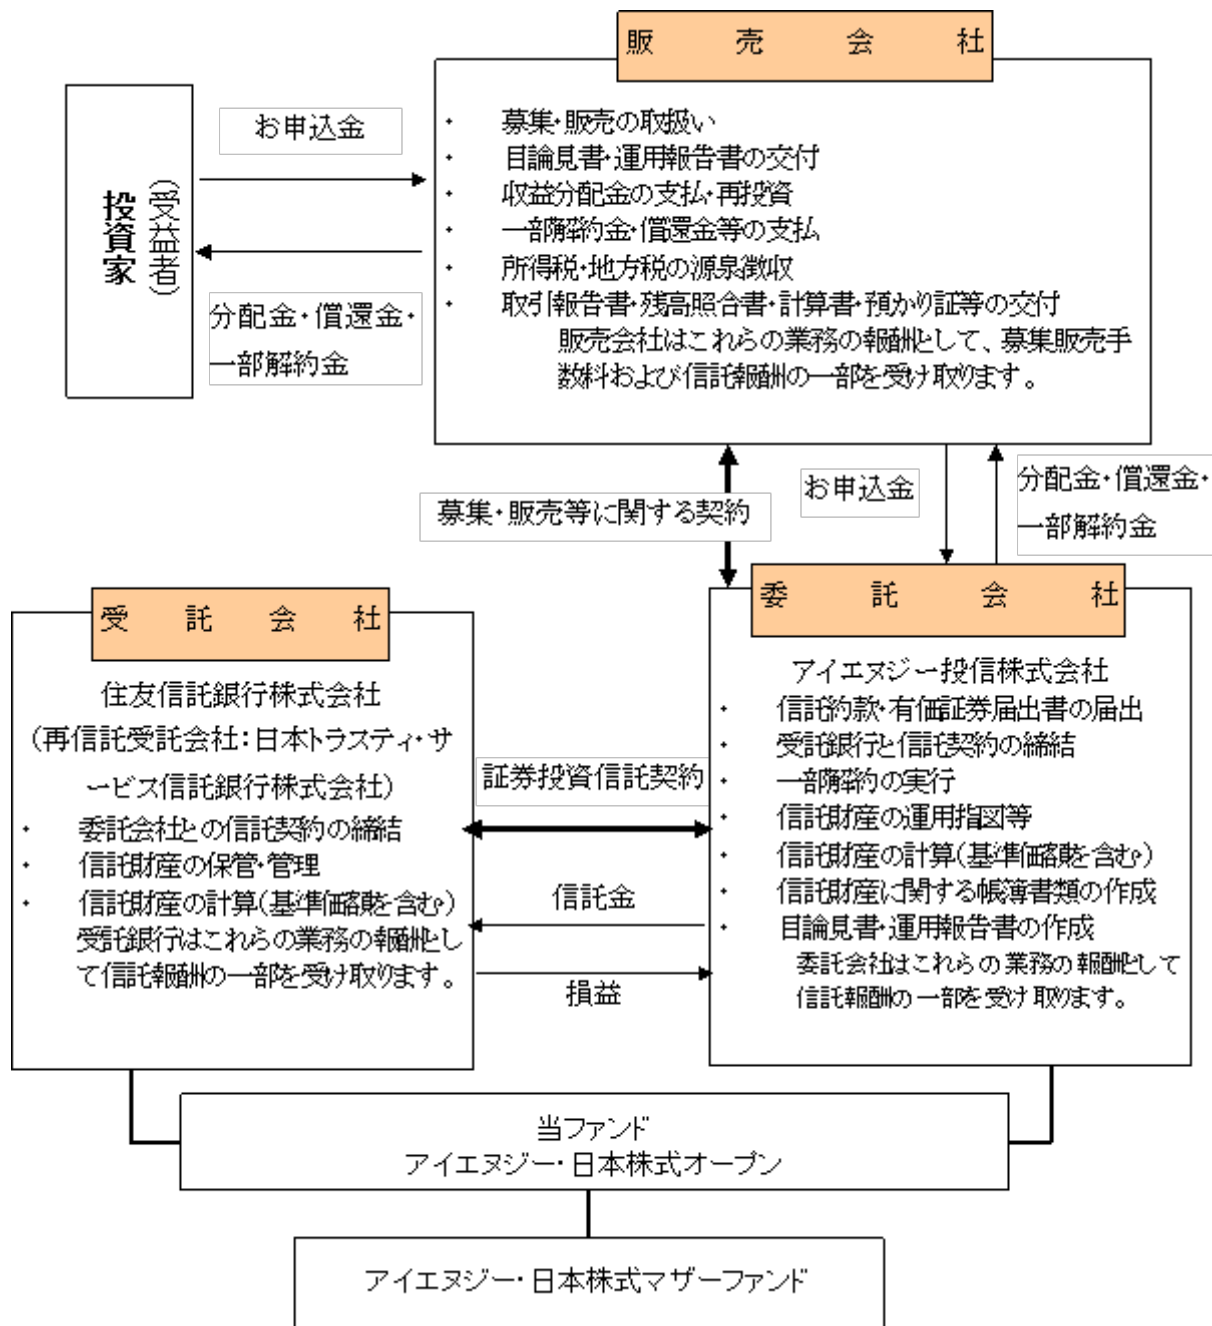 販売会社
・ 募集・販売の取扱い
・ 目論見書・運用報告書の交付
・ 収益分配金の支払・再投資
・ 一部解約金・償還金等の支払
・ 所得税・地方税の源泉徴収
・ 取引報告書・残高照合書・計算書・預かり証等の交付
販売会社はこれらの業務の報酬として、募集販売手
数料および信託報酬の一部を受け取ります。
お申込金
投資家
(受益者)
分配金・償還金・
一部解約金
募集・販売等に関する契約
お申込金
分配金・償還金・
一部解約金
受託会社
住友信託銀行株式会社
(再信託受託会社:日本トラスティ・サ
ービス信託銀行株式会社)
・ 委託会社との信託契約の締結
・ 信託財産の保管・管理
・ 信託財産の計算(基準価額を含む)
受託銀行はこれらの業務の報酬とし
て信託報酬の一部を受け取ります。
証券投資信託契約
信託金
損益
委託会社
アイエヌジー投信株式会社
・ 信託約款・有価証券届出書の届出
・ 受託銀行と信託契約の締結
・ 一部解約の実行
・ 信託財産の運用指図等
・ 信託財産の計算(基準価額を含む)
・ 信託財産に関する帳簿書類の作成
・ 目論見書・運用報告書の作成
委託会社はこれらの業務の報酬として
信託報酬の一部を受け取ります。
当ファンド
アイエヌジー・日本株式オープン
アイエヌジー・日本株式マザーファンド